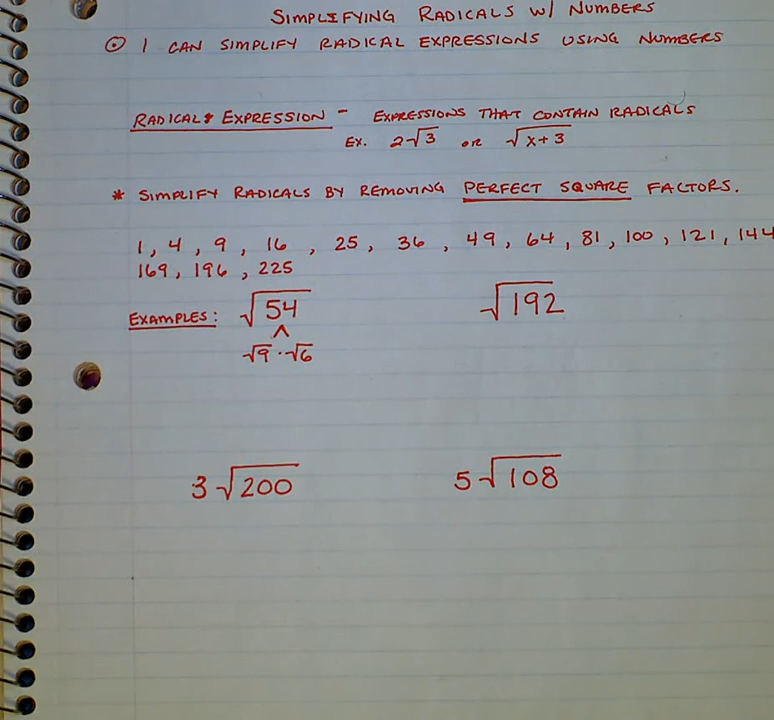 SIMPLIFYING RADICALS W/ NUMBERS
⊙ I CAN SIMPLIFY RADICAL EXPRESSIONS USING NUMBERS
RADICAL EXPRESSION - EXPRESSIONS THAT CONTAIN RADICALS
EX. 2√3 or √x+3
* SIMPLIFY RADICALS BY REMOVING PERFECT SQUARE FACTORS.
1, 4, 9, 16, 25, 36, 49, 64, 81, 100, 121, 144
169, 196, 225
EXAMPLES: √54 √192
^
√9 · √6
3√200 5√108